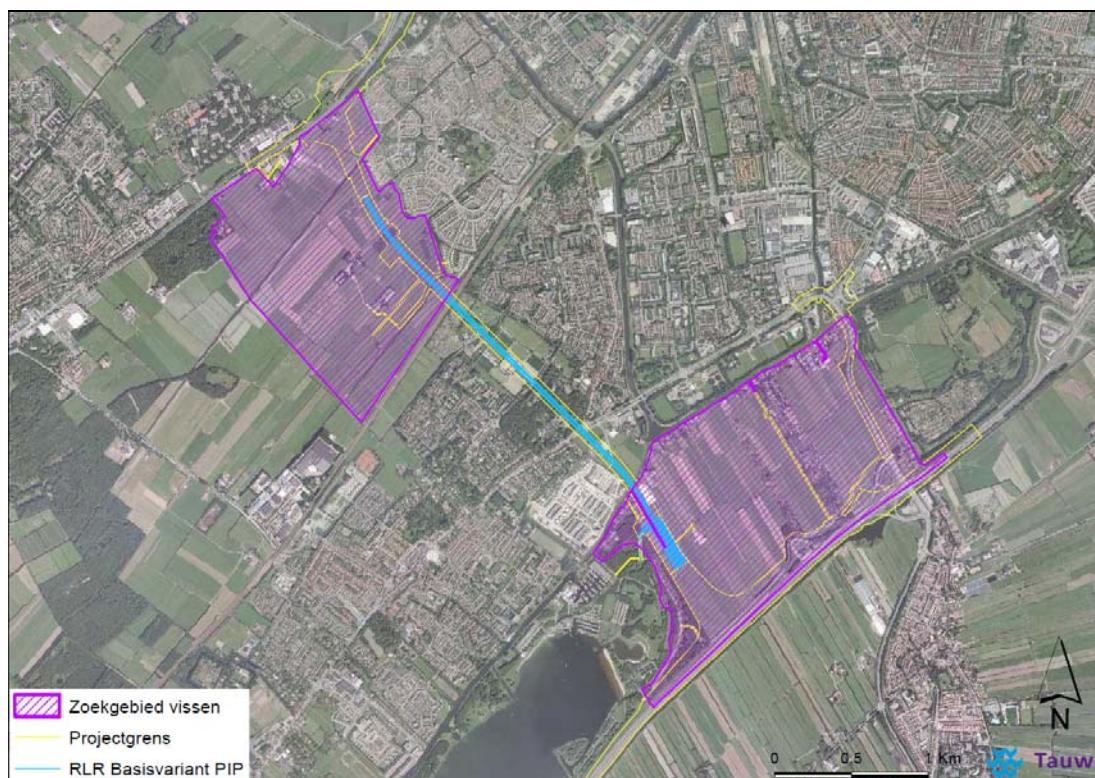 Zoekgebied vissen
Projectgrens
RLR Basisvariant PIP
0 0.5 1 Km
N
Tauw